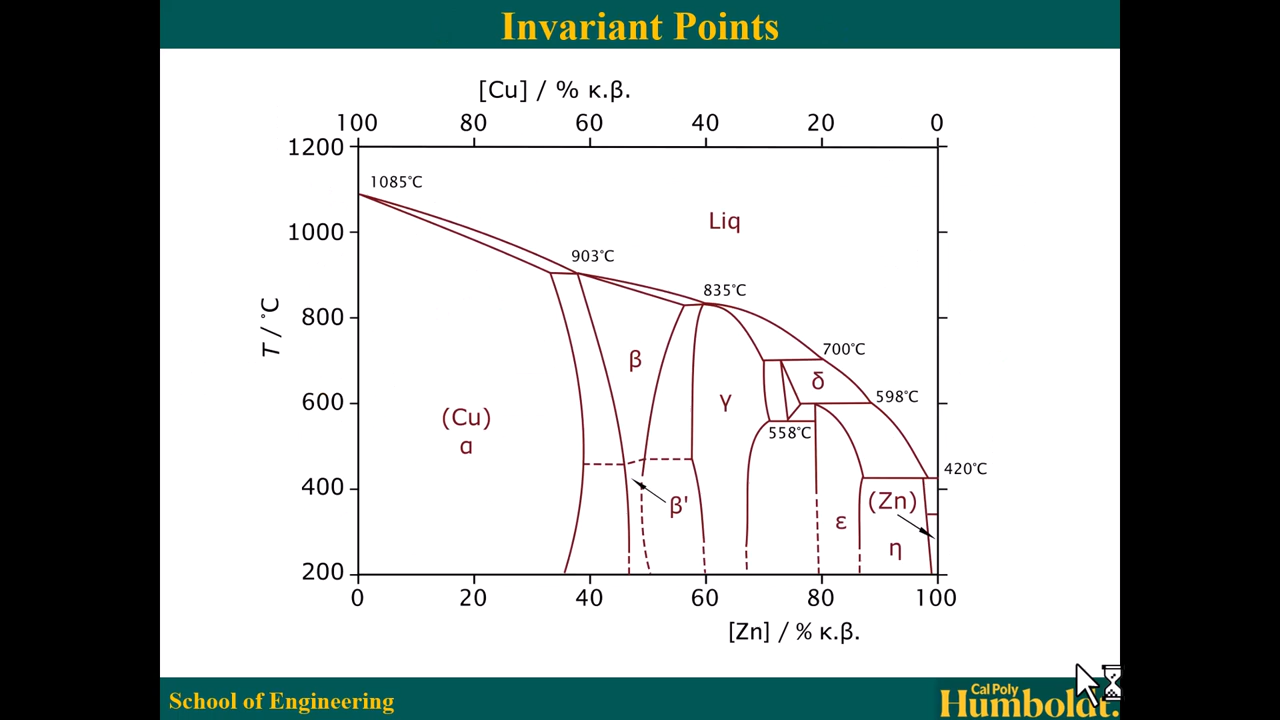 Invariant Points
[Cu] / % κ.β.
100 80 60 40 20 0
1200
1085°C
1000
Liq
903°C
835°C
800
T / °C
700°C
β
δ
600
598°C
γ
(Cu)
α
558°C
420°C
400
(Zn)
β'
ε
η
200
0 20 40 60 80 100
[Zn] / % κ.β.
School of Engineering
Cal Poly
Humboldt.